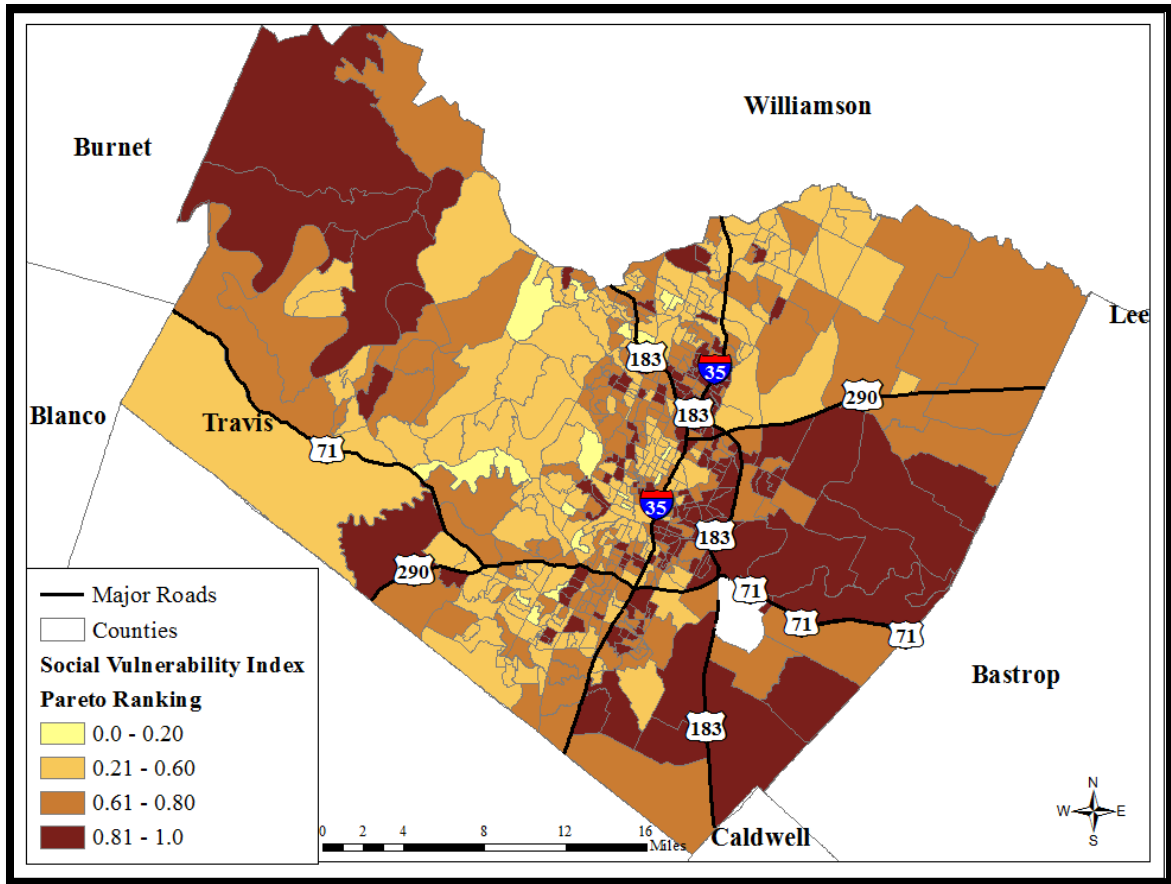 Williamson
Burnet
Lee
183
35
290
183
Blanco
Travis
71
35
183
290
71
71
71
Bastrop
183
Major Roads
Counties
Social Vulnerability Index
Pareto Ranking
0.0 - 0.20
0.21 - 0.60
0.61 - 0.80
0.81 - 1.0
0 2 4 8 12 16
Miles
Caldwell
N
W E
S